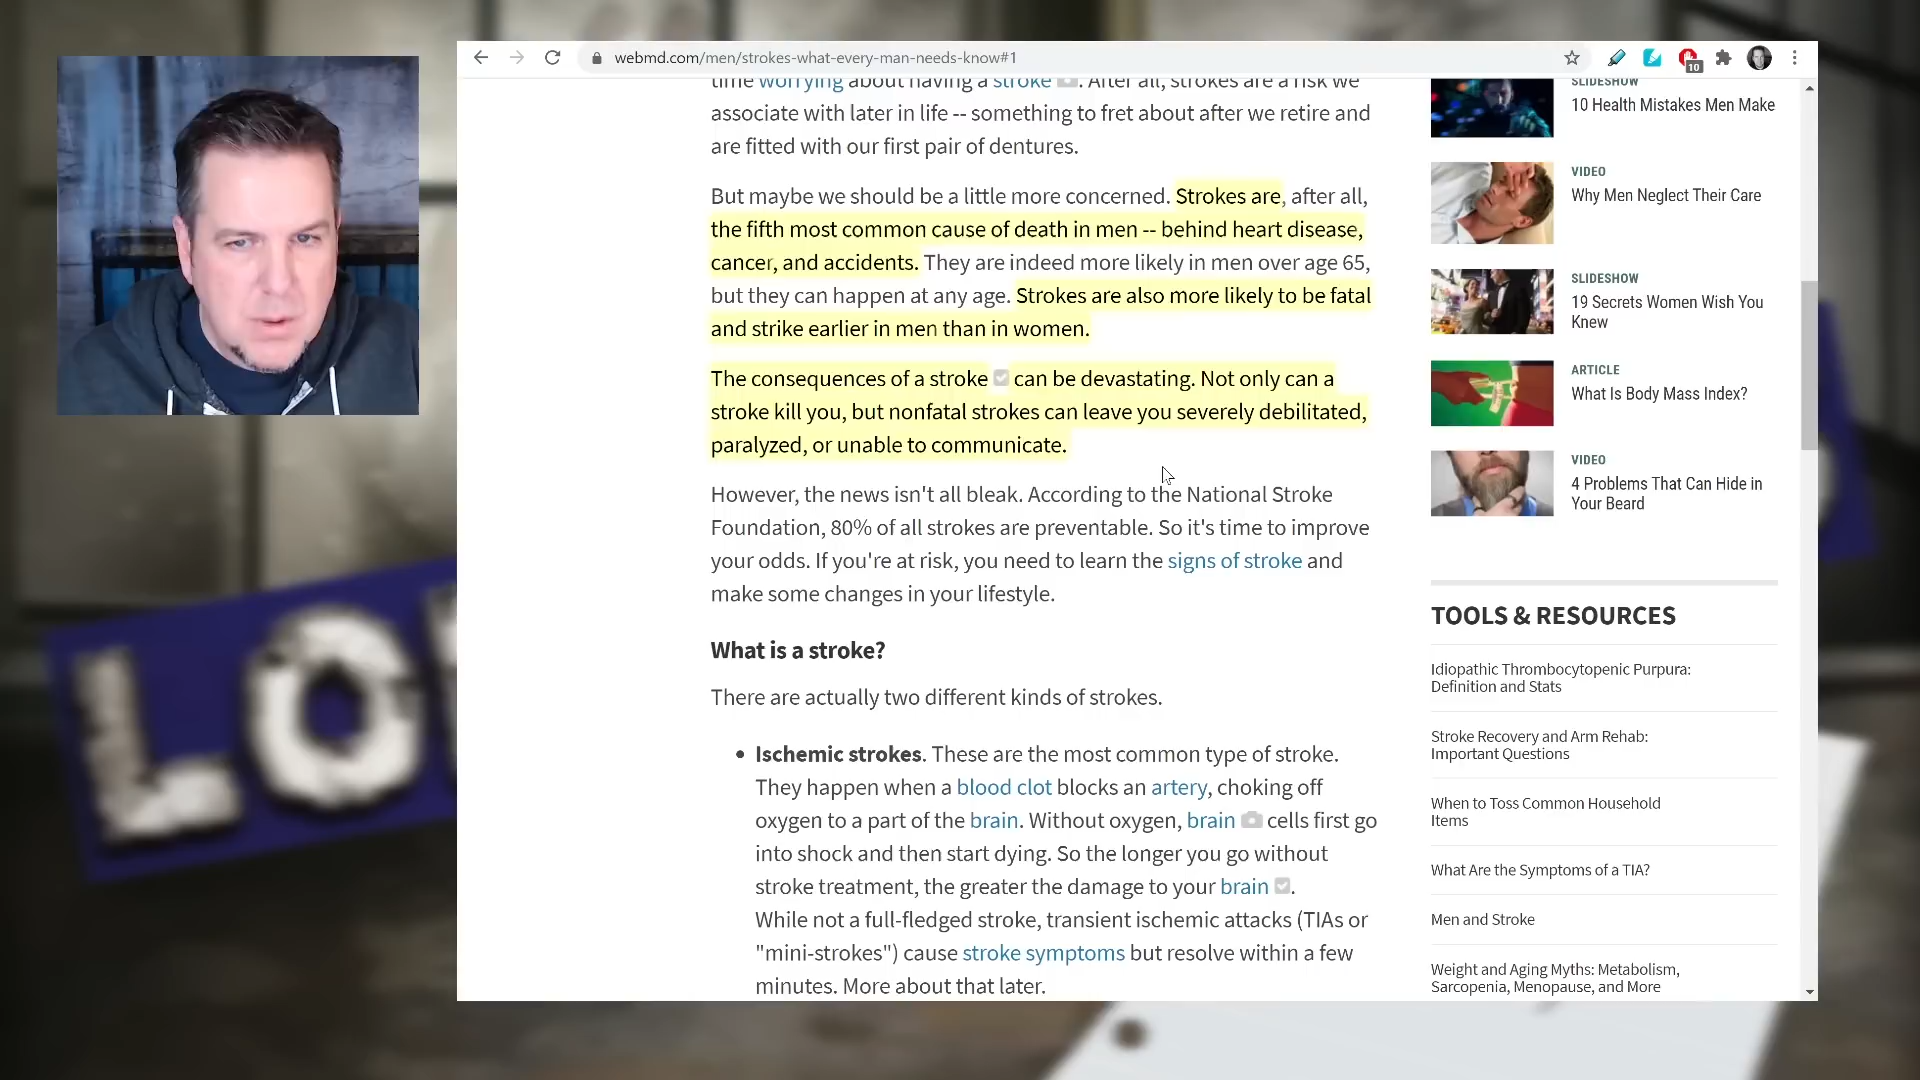 webmd.com/men/strokes-what-every-man-needs-know#1
10
time worrying about having a stroke. After all, strokes are a risk we
associate with later in life -- something to fret about after we retire and
are fitted with our first pair of dentures.
But maybe we should be a little more concerned. Strokes are, after all,
the fifth most common cause of death in men -- behind heart disease,
cancer, and accidents. They are indeed more likely in men over age 65,
but they can happen at any age. Strokes are also more likely to be fatal
and strike earlier in men than in women.
The consequences of a stroke can be devastating. Not only can a
stroke kill you, but nonfatal strokes can leave you severely debilitated,
paralyzed, or unable to communicate.
However, the news isn't all bleak. According to the National Stroke
Foundation, 80% of all strokes are preventable. So it's time to improve
your odds. If you're at risk, you need to learn the signs of stroke and
make some changes in your lifestyle.
What is a stroke?
There are actually two different kinds of strokes.
• Ischemic strokes. These are the most common type of stroke.
They happen when a blood clot blocks an artery, choking off
oxygen to a part of the brain. Without oxygen, brain cells first go
into shock and then start dying. So the longer you go without
stroke treatment, the greater the damage to your brain.
While not a full-fledged stroke, transient ischemic attacks (TIAs or
"mini-strokes") cause stroke symptoms but resolve within a few
minutes. More about that later.
SLIDESHOW
10 Health Mistakes Men Make
VIDEO
Why Men Neglect Their Care
SLIDESHOW
19 Secrets Women Wish You
Knew
ARTICLE
What Is Body Mass Index?
VIDEO
4 Problems That Can Hide in
Your Beard
TOOLS & RESOURCES
Idiopathic Thrombocytopenic Purpura:
Definition and Stats
Stroke Recovery and Arm Rehab:
Important Questions
When to Toss Common Household
Items
What Are the Symptoms of a TIA?
Men and Stroke
Weight and Aging Myths: Metabolism,
Sarcopenia, Menopause, and More